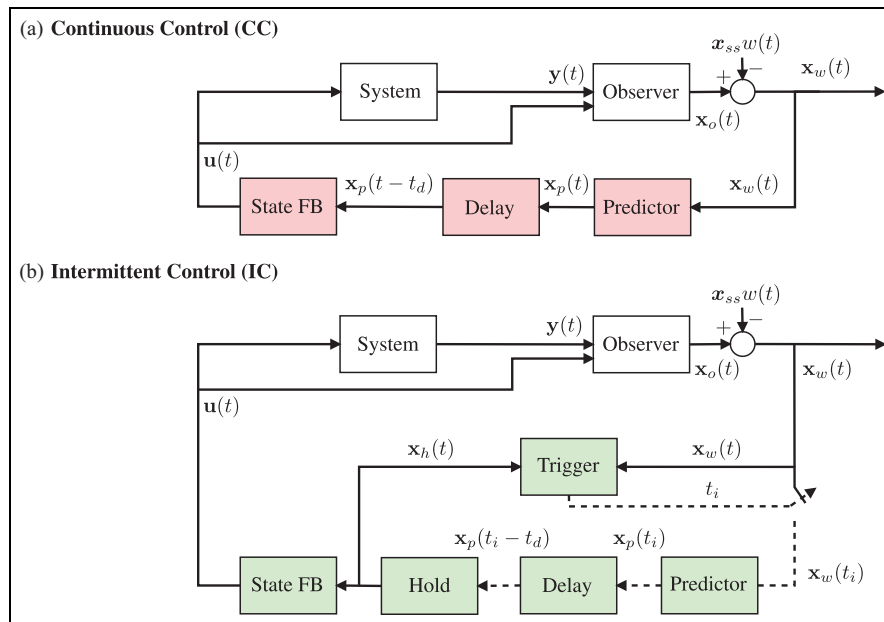 (a) Continuous Control (CC)
𝒙ₛₛw(t)
+ −
System
y(t)
Observer
x_o(t)
x_w(t)
u(t)
State FB
x_p(t − t_d)
Delay
x_p(t)
Predictor
x_w(t)
(b) Intermittent Control (IC)
𝒙ₛₛw(t)
+ −
System
y(t)
Observer
x_o(t)
x_w(t)
u(t)
x_h(t)
Trigger
x_w(t)
t_i
State FB
Hold
x_p(t_i − t_d)
Delay
x_p(t_i)
Predictor
x_w(t_i)